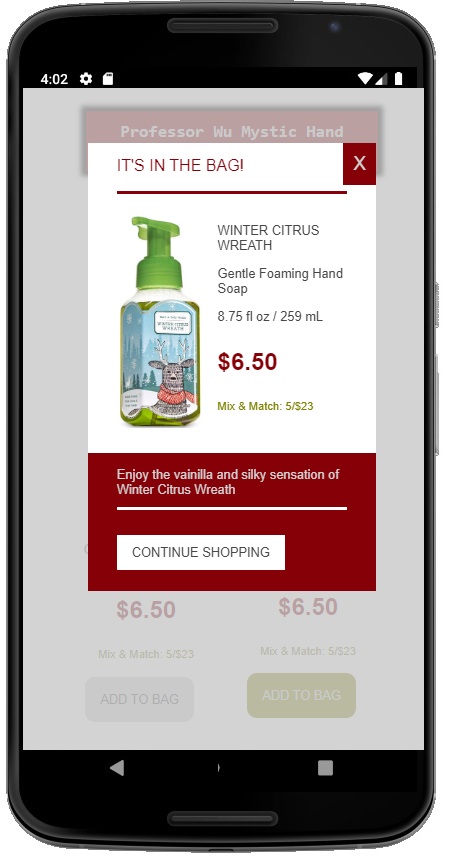 4:02
Professor Wu Mystic Hand
IT'S IN THE BAG!
X
WINTER CITRUS
WREATH
Gentle Foaming Hand
Soap
8.75 fl oz / 259 mL
$6.50
Mix & Match: 5/$23
WINTER CITRUS
WREATH
Enjoy the vainilla and silky sensation of
Winter Citrus Wreath
CONTINUE SHOPPING
$6.50
$6.50
Mix & Match: 5/$23
Mix & Match: 5/$23
ADD TO BAG
ADD TO BAG